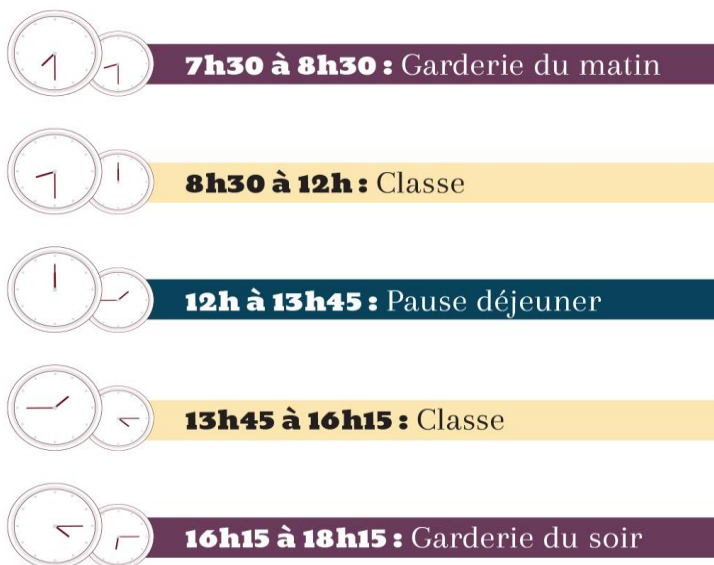 7h30 à 8h30 : Garderie du matin
8h30 à 12h : Classe
12h à 13h45 : Pause déjeuner
13h45 à 16h15 : Classe
16h15 à 18h15 : Garderie du soir